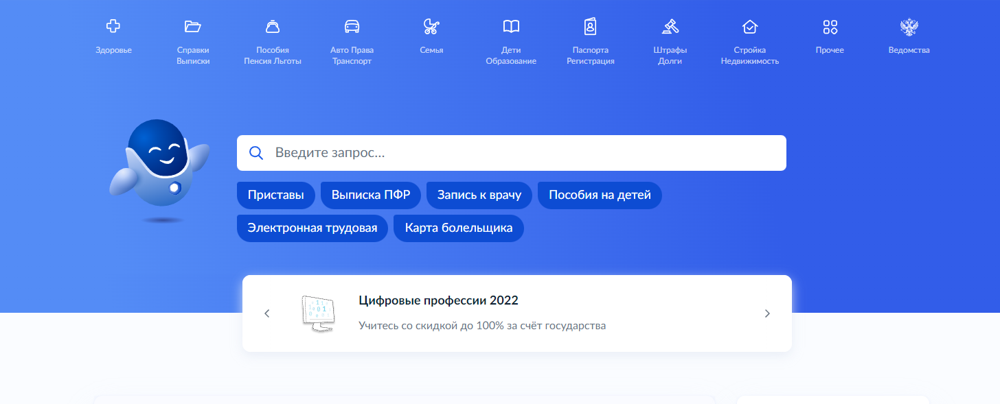 Здоровье
Справки
Выписки
Пособия
Пенсия Льготы
Авто Права
Транспорт
Семья
Дети
Образование
Паспорта
Регистрация
Штрафы
Долги
Стройка
Недвижимость
Прочее
Ведомства
Введите запрос...
Приставы
Выписка ПФР
Запись к врачу
Пособия на детей
Электронная трудовая
Карта болельщика
Цифровые профессии 2022
Учитесь со скидкой до 100% за счёт государства